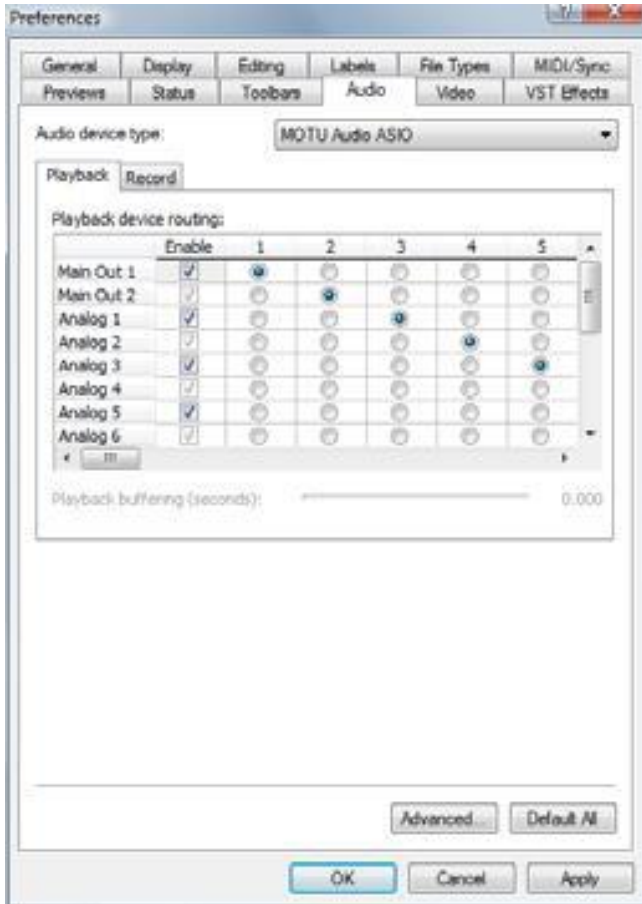 Preferences
General Display Editing Labels File Types MIDI/Sync
Previews Status Toolbars Audio Video VST Effects
Audio device type: MOTU Audio ASIO
Playback Record
Playback device routing:
Enable 1 2 3 4 5
Main Out 1
Main Out 2
Analog 1
Analog 2
Analog 3
Analog 4
Analog 5
Analog 6
Playback buffering (seconds): 0.000
Advanced... Default All
OK Cancel Apply